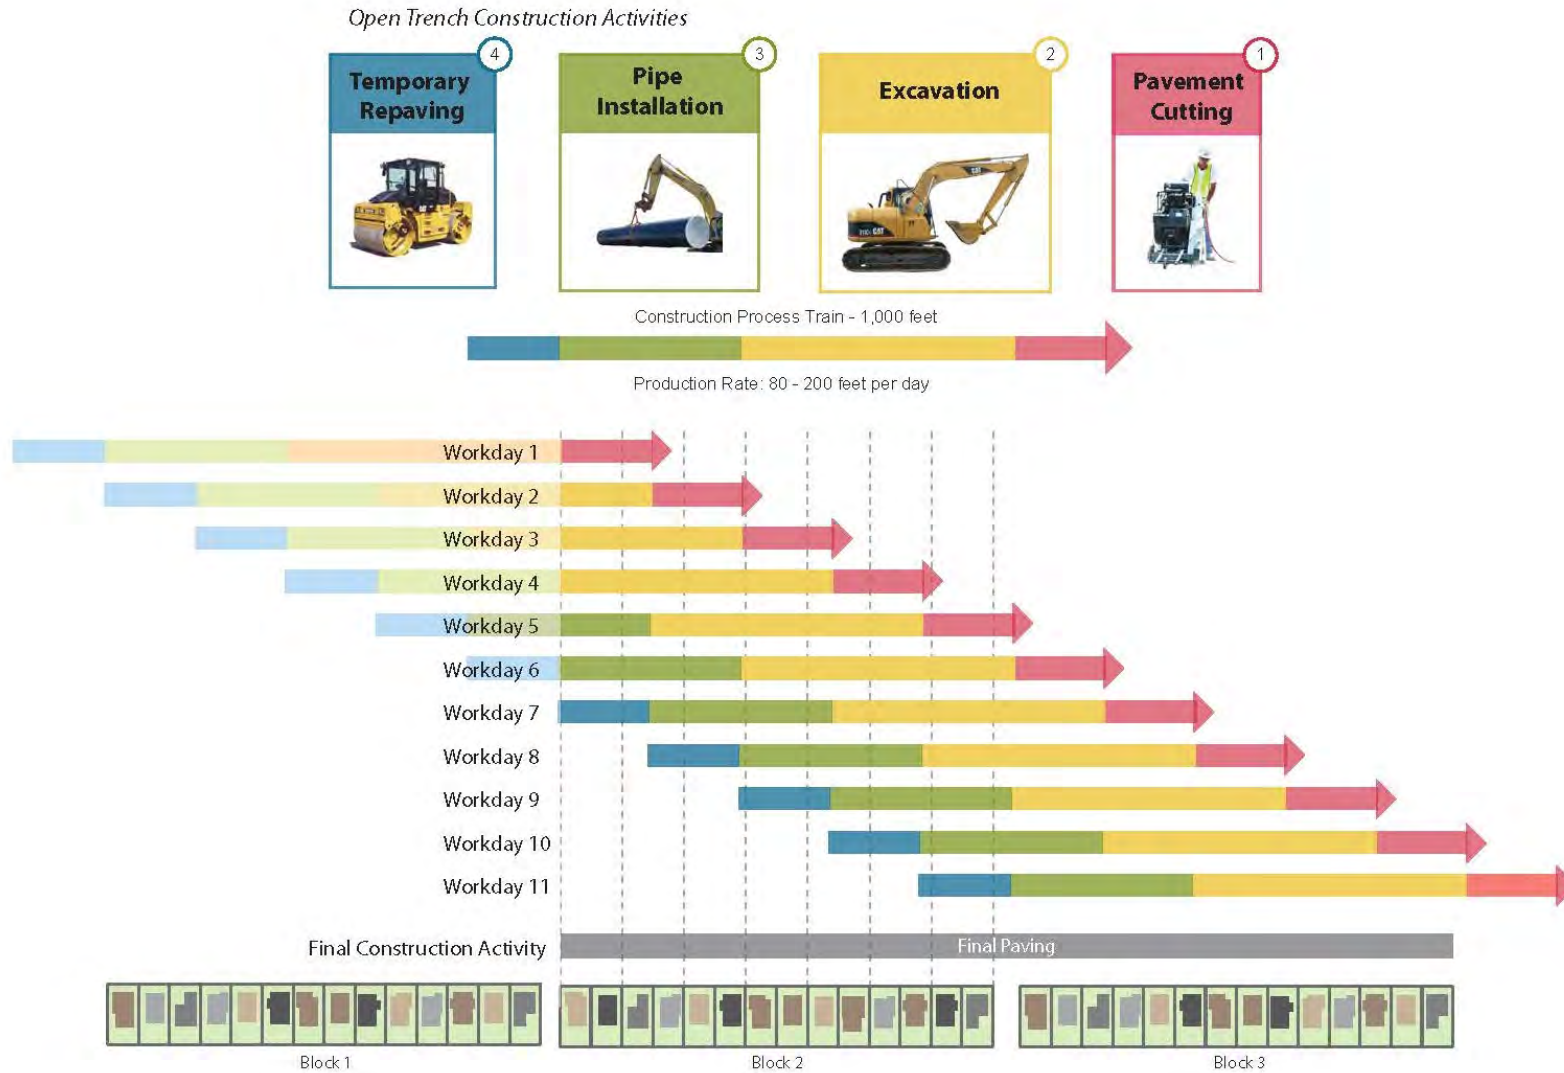 Open Trench Construction Activities
4
3
2
1
Temporary
Repaving
Pipe
Installation
Excavation
Pavement
Cutting
CAT
Construction Process Train - 1,000 feet
Production Rate: 80 - 200 feet per day
Workday 1
Workday 2
Workday 3
Workday 4
Workday 5
Workday 6
Workday 7
Workday 8
Workday 9
Workday 10
Workday 11
Final Construction Activity
Final Paving
Block 1
Block 2
Block 3